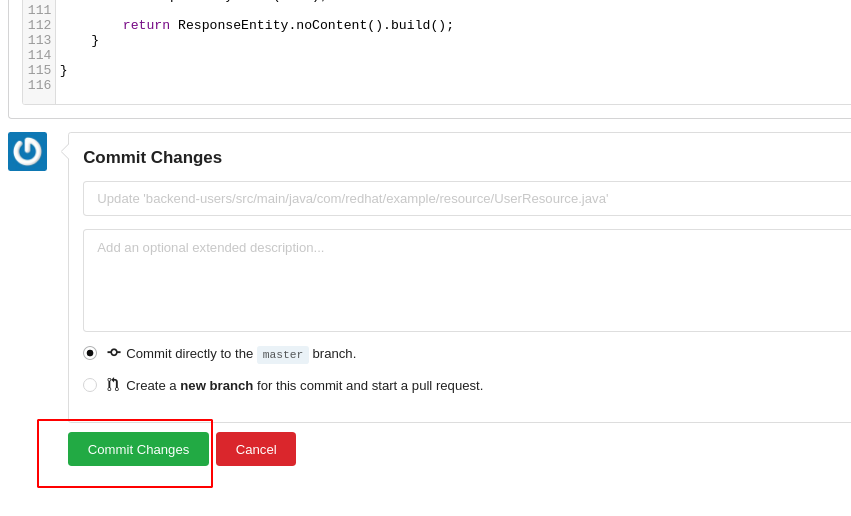 111
112 return ResponseEntity.noContent().build();
113 }
114
115 }
116
Commit Changes
Update 'backend-users/src/main/java/com/redhat/example/resource/UserResource.java'
Add an optional extended description...
Commit directly to the master branch.
Create a new branch for this commit and start a pull request.
Commit Changes Cancel